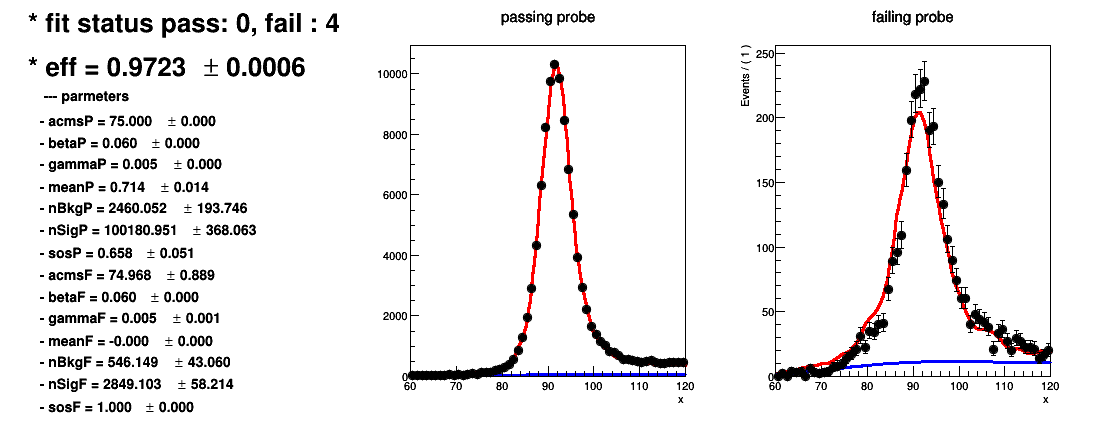 * fit status pass: 0, fail : 4
* eff = 0.9723 ± 0.0006
--- parmeters
- acmsP = 75.000 ± 0.000
- betaP = 0.060 ± 0.000
- gammaP = 0.005 ± 0.000
- meanP = 0.714 ± 0.014
- nBkgP = 2460.052 ± 193.746
- nSigP = 100180.951 ± 368.063
- sosP = 0.658 ± 0.051
- acmsF = 74.968 ± 0.889
- betaF = 0.060 ± 0.000
- gammaF = 0.005 ± 0.001
- meanF = -0.000 ± 0.000
- nBkgF = 546.149 ± 43.060
- nSigF = 2849.103 ± 58.214
- sosF = 1.000 ± 0.000
passing probe
10000
8000
6000
4000
2000
0
60 70 80 90 100 110 120
x
failing probe
Events / ( 1 )
250
200
150
100
50
0
60 70 80 90 100 110 120
x